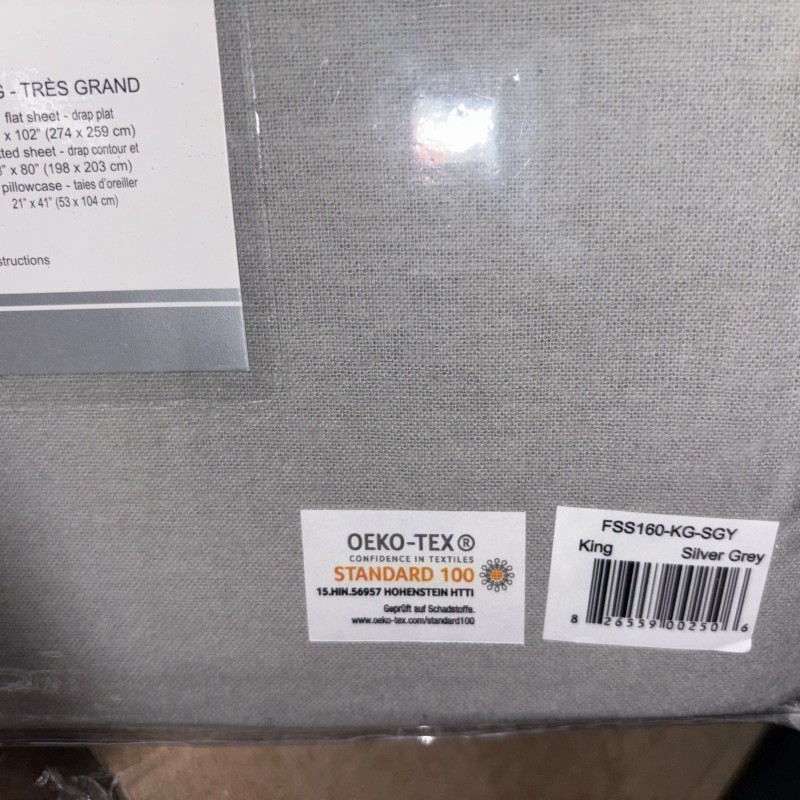 - TRÈS GRAND
flat sheet - drap plat
x 102" (274 x 259 cm)
sheet - drap contour et
x 80" (198 x 203 cm)
pillowcase - taies d'oreiller
21" x 41" (53 x 104 cm)
OEKO-TEX®
CONFIDENCE IN TEXTILES
STANDARD 100
15.HIN.56957 HOHENSTEIN HTTI
Geprüft auf Schadstoffe.
www.oeko-tex.com/standard100
FSS160-KG-SGY
King Silver Grey
8 26559 00250 6